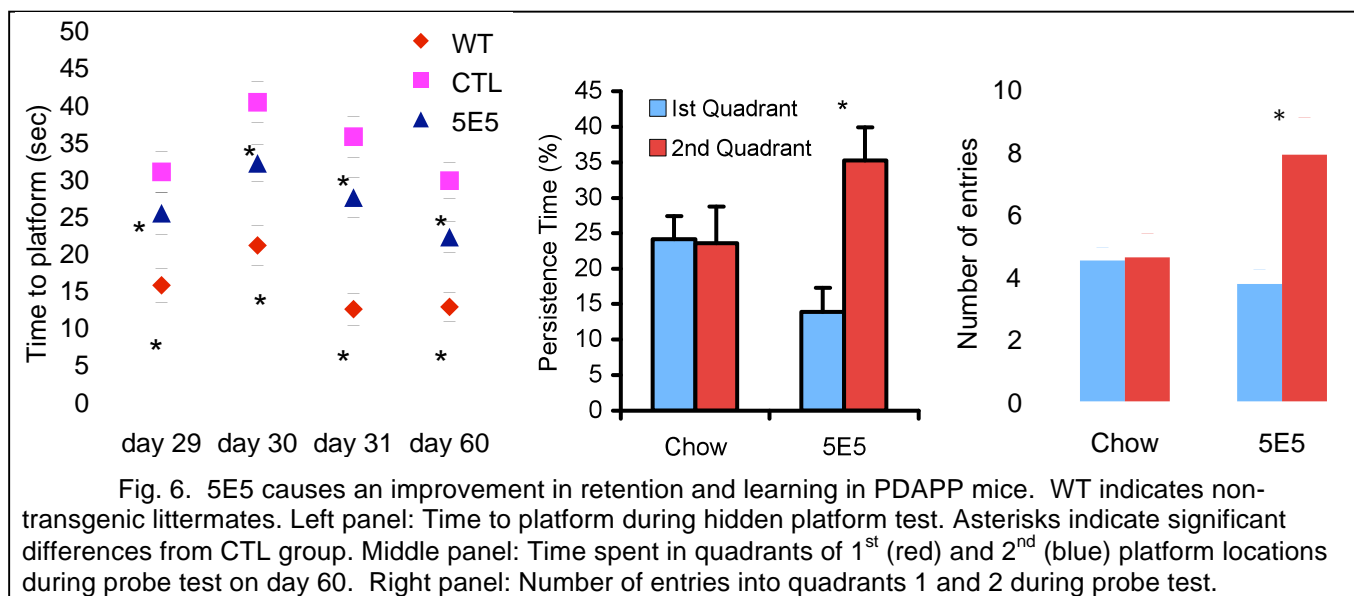 50
45
40
35
30
25
20
15
10
5
0
Time to platform (sec)
WT
CTL
5E5
*
*
*
*
*
*
*
*
day 29 day 30 day 31 day 60
45
40
35
30
25
20
15
10
5
0
Persistence Time (%)
1st Quadrant
2nd Quadrant
*
Chow 5E5
10
8
6
4
2
0
Number of entries
*
Chow 5E5
Fig. 6. 5E5 causes an improvement in retention and learning in PDAPP mice. WT indicates non-
transgenic littermates. Left panel: Time to platform during hidden platform test. Asterisks indicate significant
differences from CTL group. Middle panel: Time spent in quadrants of 1st (red) and 2nd (blue) platform locations
during probe test on day 60. Right panel: Number of entries into quadrants 1 and 2 during probe test.